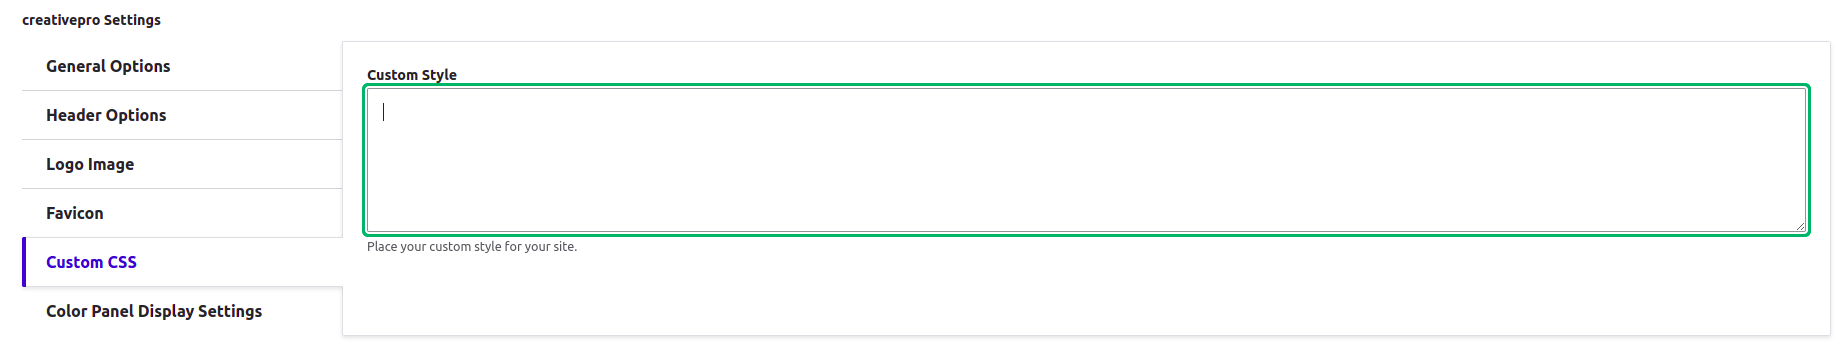 creativepro Settings
General Options
Header Options
Logo Image
Favicon
Custom CSS
Color Panel Display Settings
Custom Style
Place your custom style for your site.